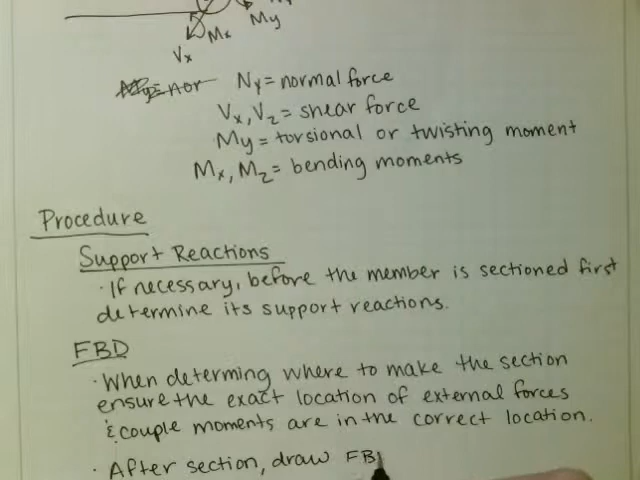 Mx
My
Vx
Ny = normal force
Vx, Vz = shear force
My = torsional or twisting moment
Mx, Mz = bending moments
Procedure
Support Reactions
· If necessary, before the member is sectioned first
determine its support reactions.
FBD
· When determining where to make the section
ensure the exact location of external forces
& couple moments are in the correct location.
· After section, draw FB